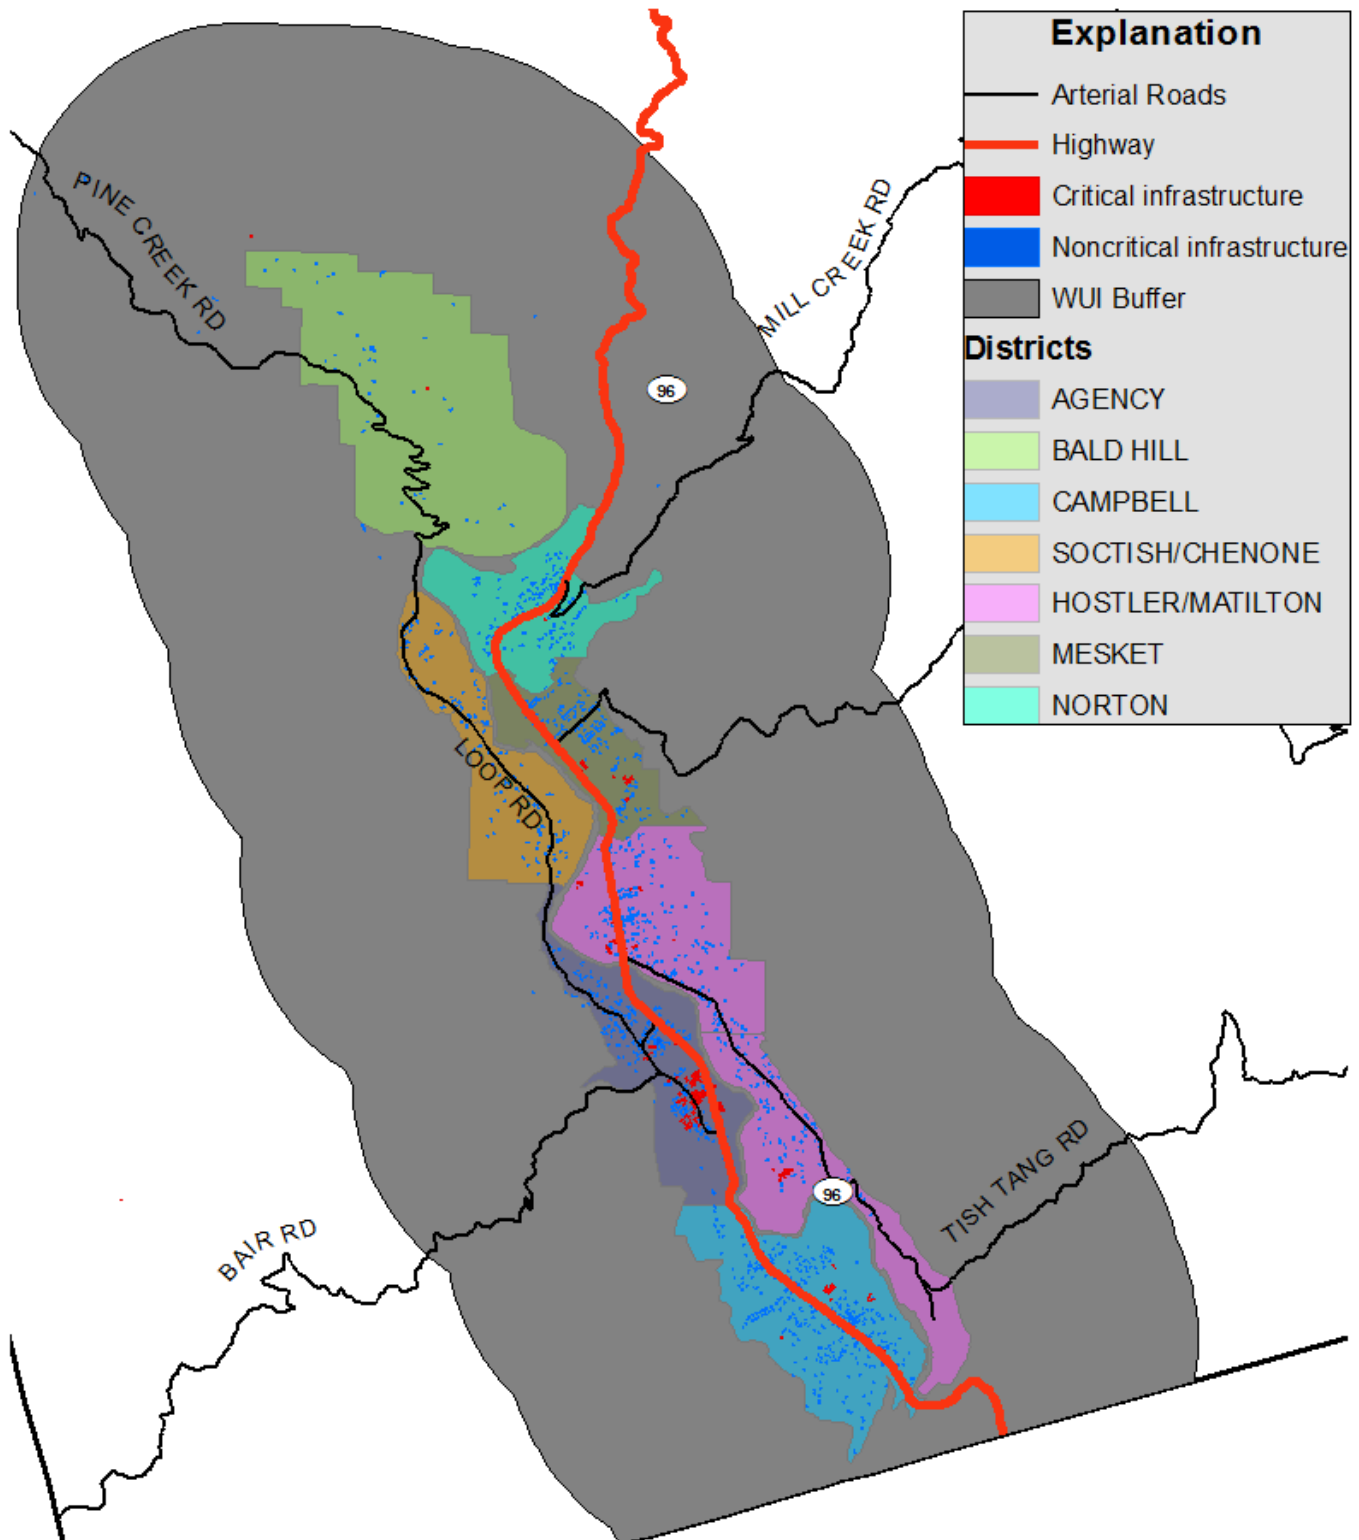 Explanation
Arterial Roads
Highway
Critical infrastructure
Noncritical infrastructure
WUI Buffer
Districts
AGENCY
BALD HILL
CAMPBELL
SOCTISH/CHENONE
HOSTLER/MATILTON
MESKET
NORTON
PINE CREEK RD
MILL CREEK RD
96
LOOP RD
96
TISH TANG RD
BAIR RD